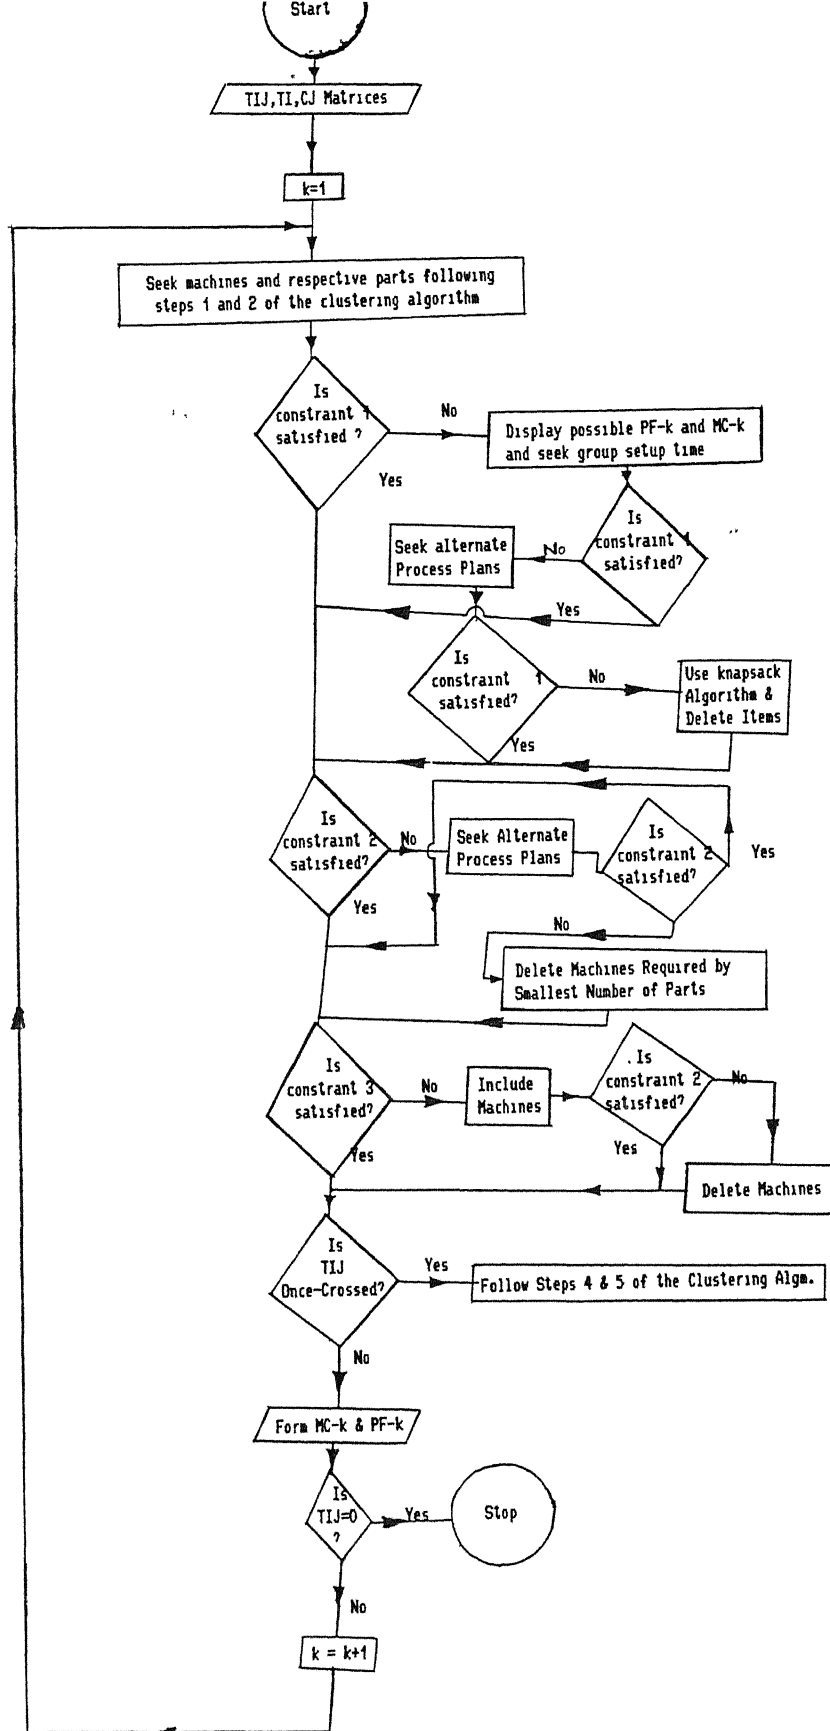 Start
TIJ,TI,CJ Matrices
k=1
Seek machines and respective parts following
steps 1 and 2 of the clustering algorithm
Is
constraint 1
satisfied ?
No
Yes
Display possible PF-k and MC-k
and seek group setup time
Is
constraint 1
satisfied?
No
Yes
Seek alternate
Process Plans
Is
constraint 1
satisfied?
No
Yes
Use knapsack
Algorithm &
Delete Items
Is
constraint 2
satisfied?
No
Yes
Seek Alternate
Process Plans
Is
constraint 2
satisfied?
Yes
No
Delete Machines Required by
Smallest Number of Parts
Is
constrant 3
satisfied?
No
Yes
Include
Machines
. Is
constraint 2
satisfied?
No
Yes
Delete Machines
Is
TIJ
Once-Crossed?
Yes
Follow Steps 4 & 5 of the Clustering Algm.
No
Form MC-k & PF-k
Is
TIJ=0
?
Yes
Stop
No
k = k+1